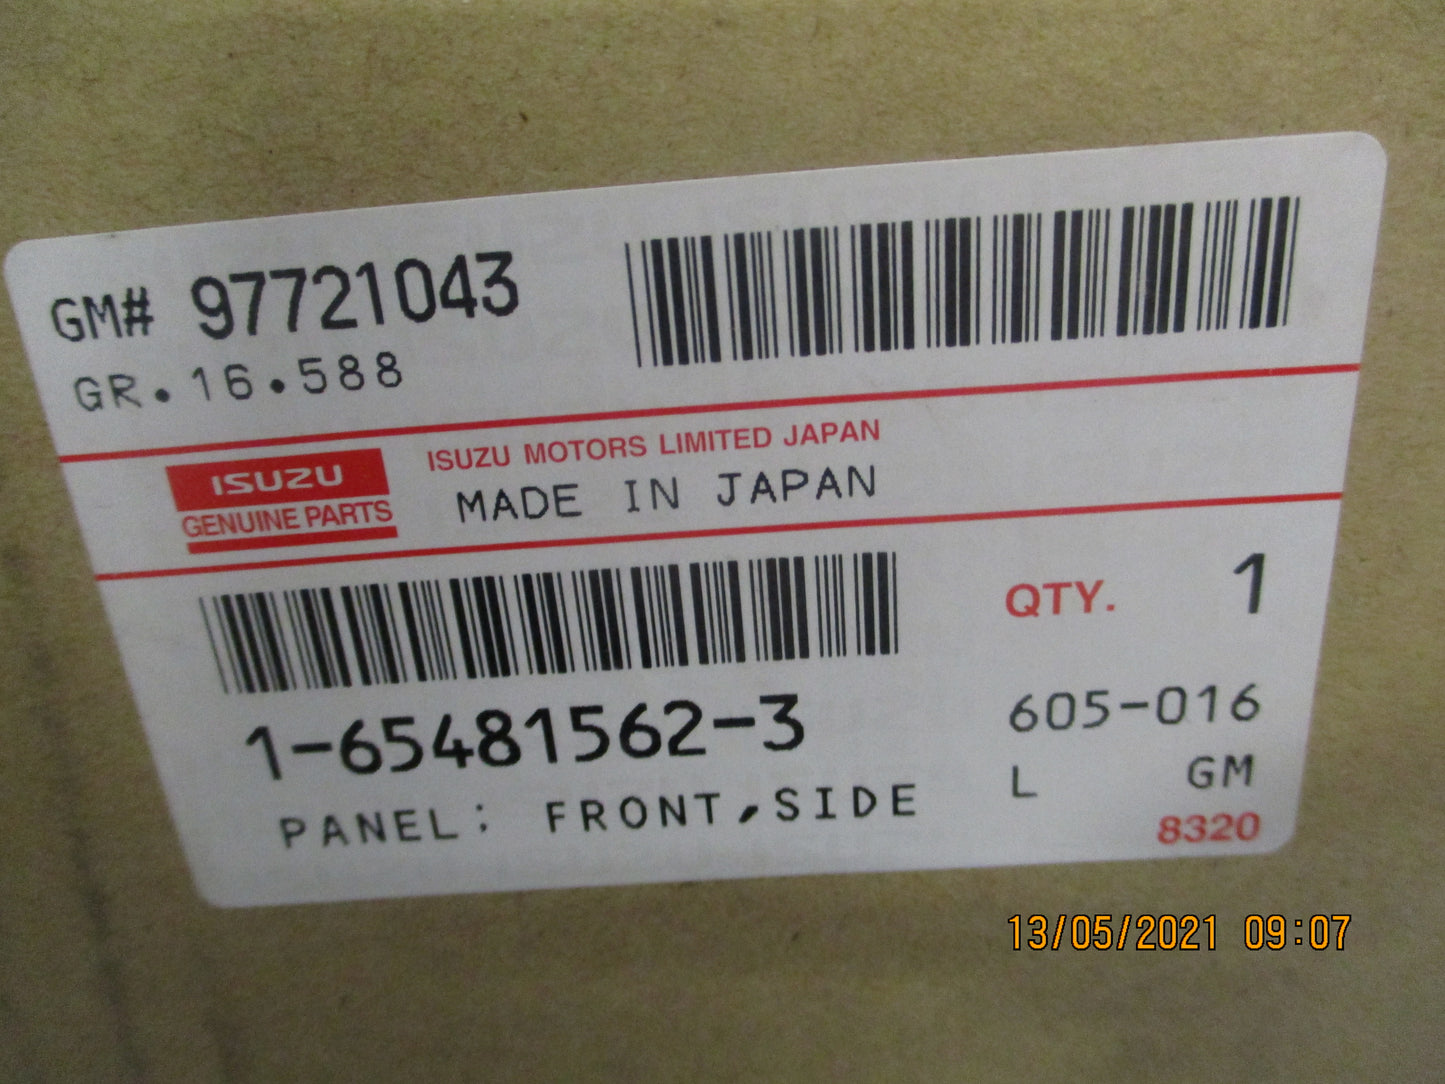 GM# 97721043
GR.16.588
ISUZU
GENUINE PARTS
ISUZU MOTORS LIMITED JAPAN
MADE IN JAPAN
QTY. 1
1-65481562-3
605-016
PANEL; FRONT,SIDE
L GM
8320
13/05/2021 09:07